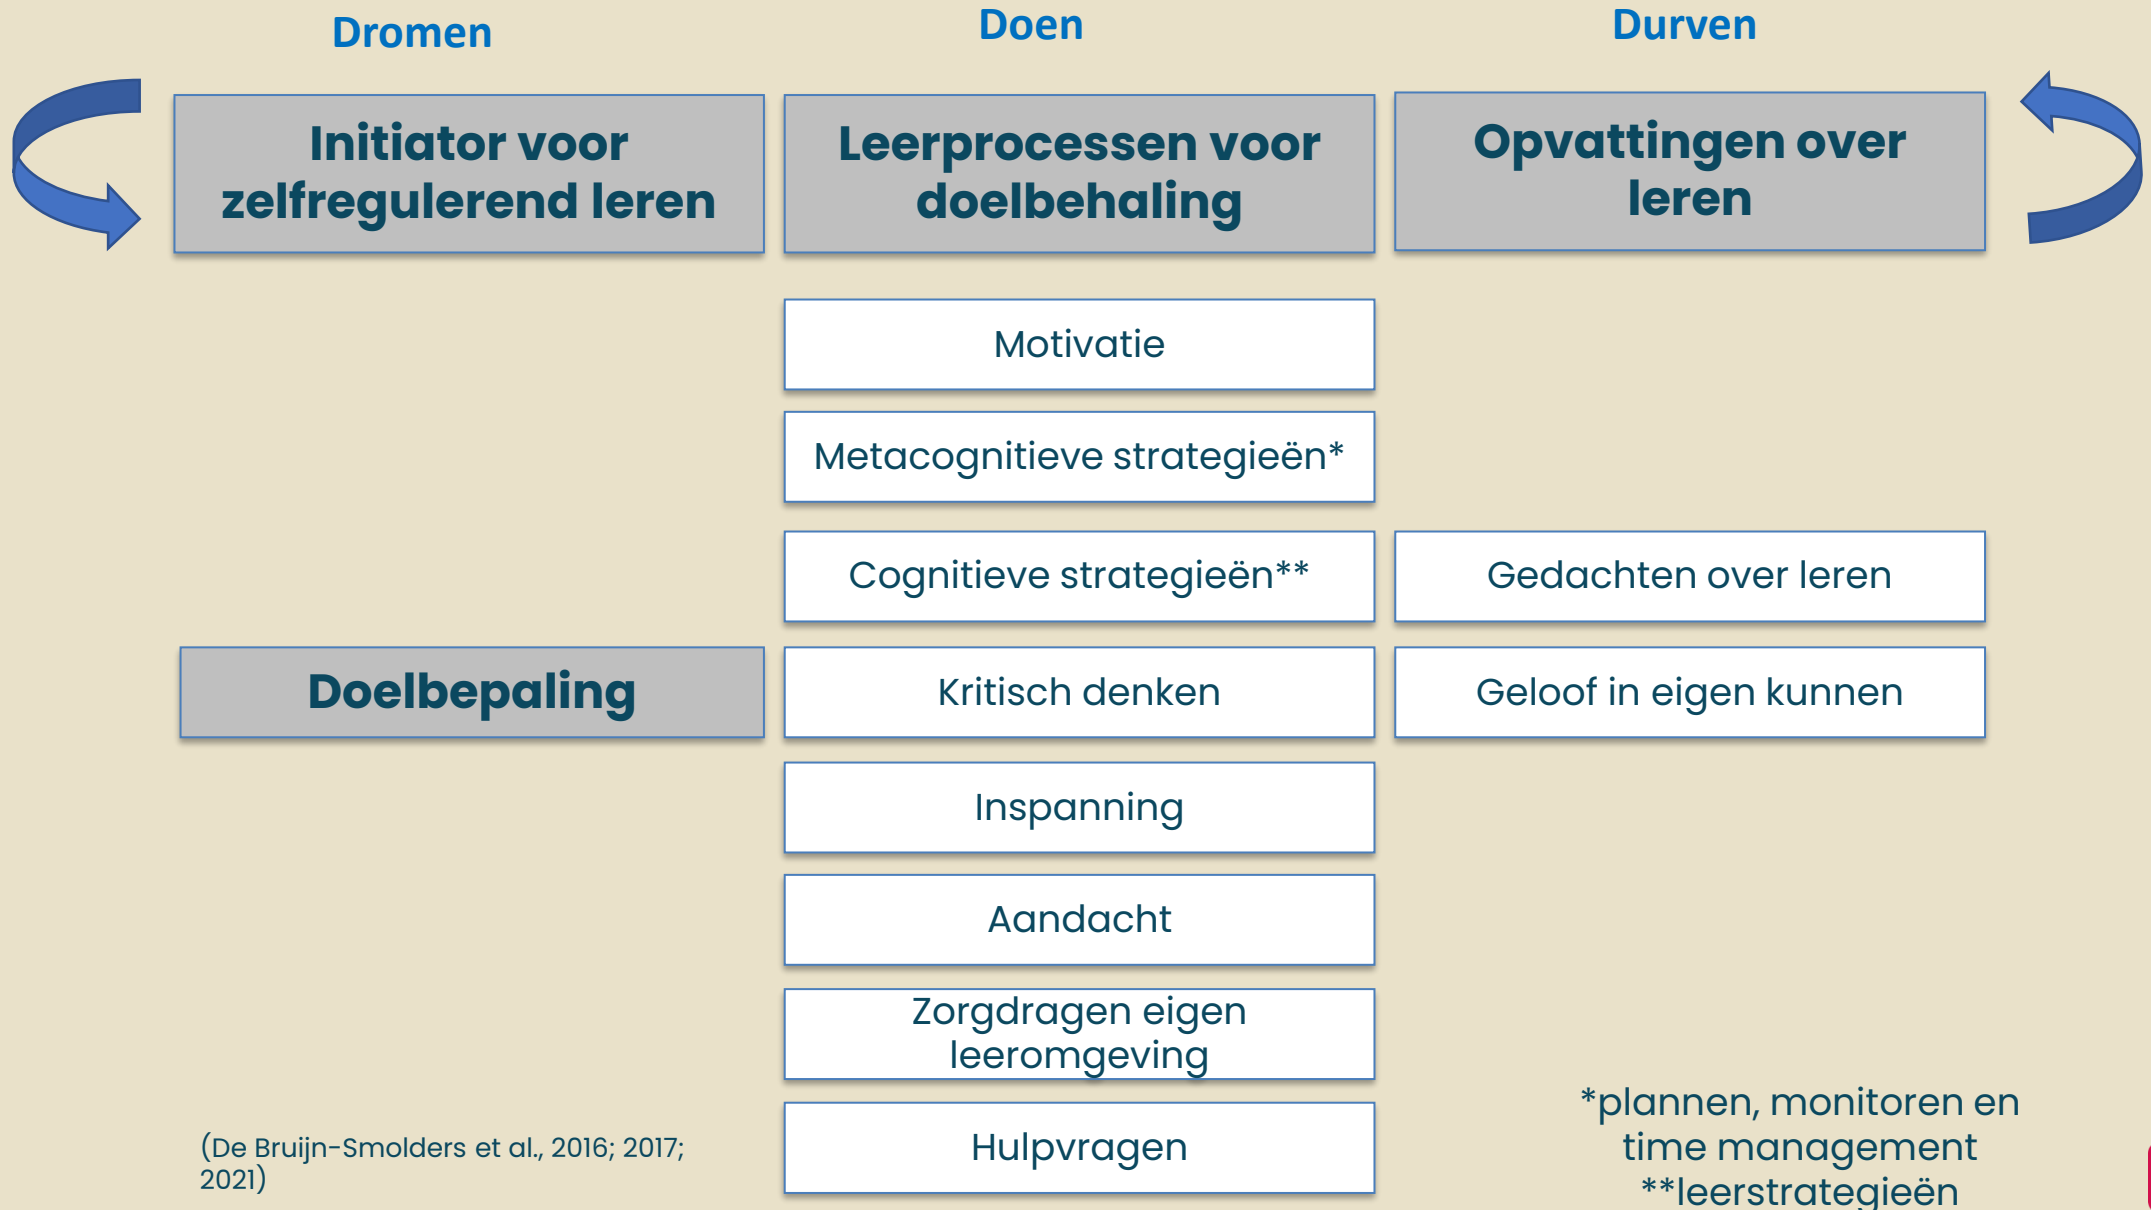 Dromen
Doen
Durven
Initiator voor
zelfregulerend leren
Leerprocessen voor
doelbehaling
Opvattingen over
leren
Motivatie
Metacognitieve strategieën*
Cognitieve strategieën**
Gedachten over leren
Doelbepaling
Kritisch denken
Geloof in eigen kunnen
Inspanning
Aandacht
Zorgdragen eigen
leeromgeving
Hulpvragen
(De Bruijn-Smolders et al., 2016; 2017;
2021)
*plannen, monitoren en
time management
**leerstrategieën